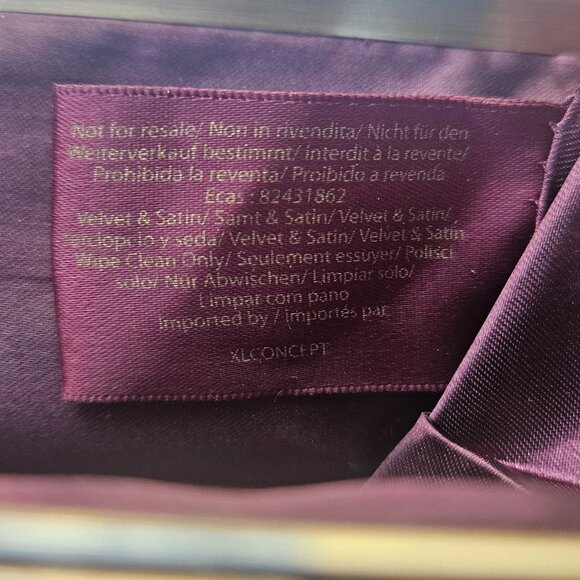 Not for resale/ Non in rivendita/ Nicht für den
Weiterverkauf bestimmt/ Interdit à la revente/
Prohibida la reventa/ Proibido a revenda
Ecas : 82431862
Velvet & Satin/ Samt & Satin/ Velvet & Satin/
erciopcio y seda/ Velvet & Satin/ Velvet & Satin
Wipe Clean Only/ Soulement essuyer/ Polisci
solo/ Nur Abwischen/ Limpiar solo/
Limpar com pano
Imported by / importés par
XLCONCEPT